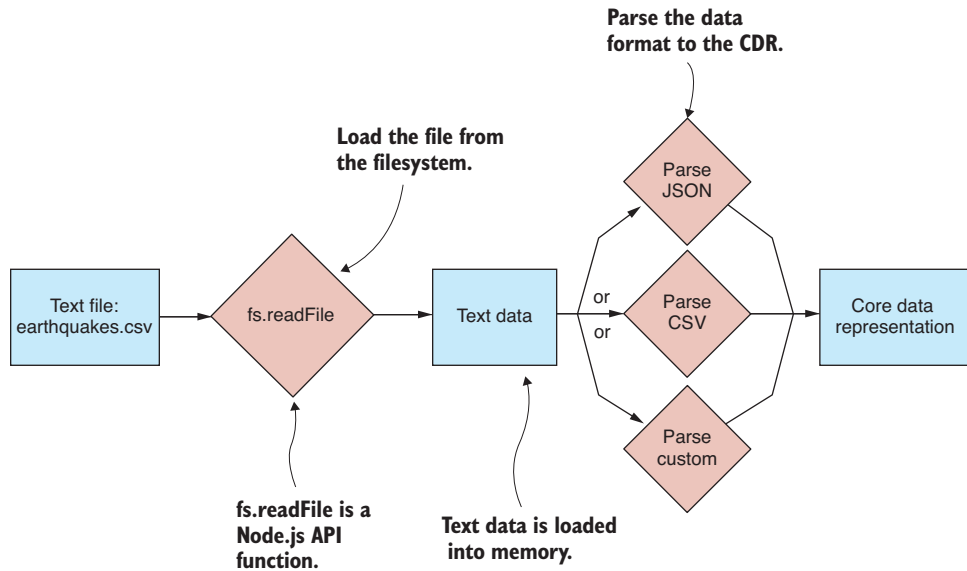 Parse the data
format to the CDR.
Load the file from
the filesystem.
Parse
JSON
Text file:
earthquakes.csv
fs.readFile
Text data
or
or
Parse
CSV
Core data
representation
Parse
custom
fs.readFile is a
Node.js API
function.
Text data is loaded
into memory.